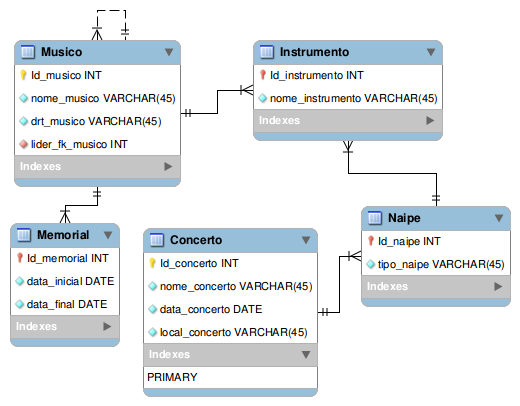 Musico
Id_musico INT
nome_musico VARCHAR(45)
drt_musico VARCHAR(45)
lider_fk_musico INT
Indexes
Instrumento
Id_instrumento INT
nome_instrumento VARCHAR(45)
Indexes
Memorial
Id_memorial INT
data_inicial DATE
data_final DATE
Indexes
Concerto
Id_concerto INT
nome_concerto VARCHAR(45)
data_concerto DATE
local_concerto VARCHAR(45)
Indexes
PRIMARY
Naipe
Id_naipe INT
tipo_naipe VARCHAR(45)
Indexes